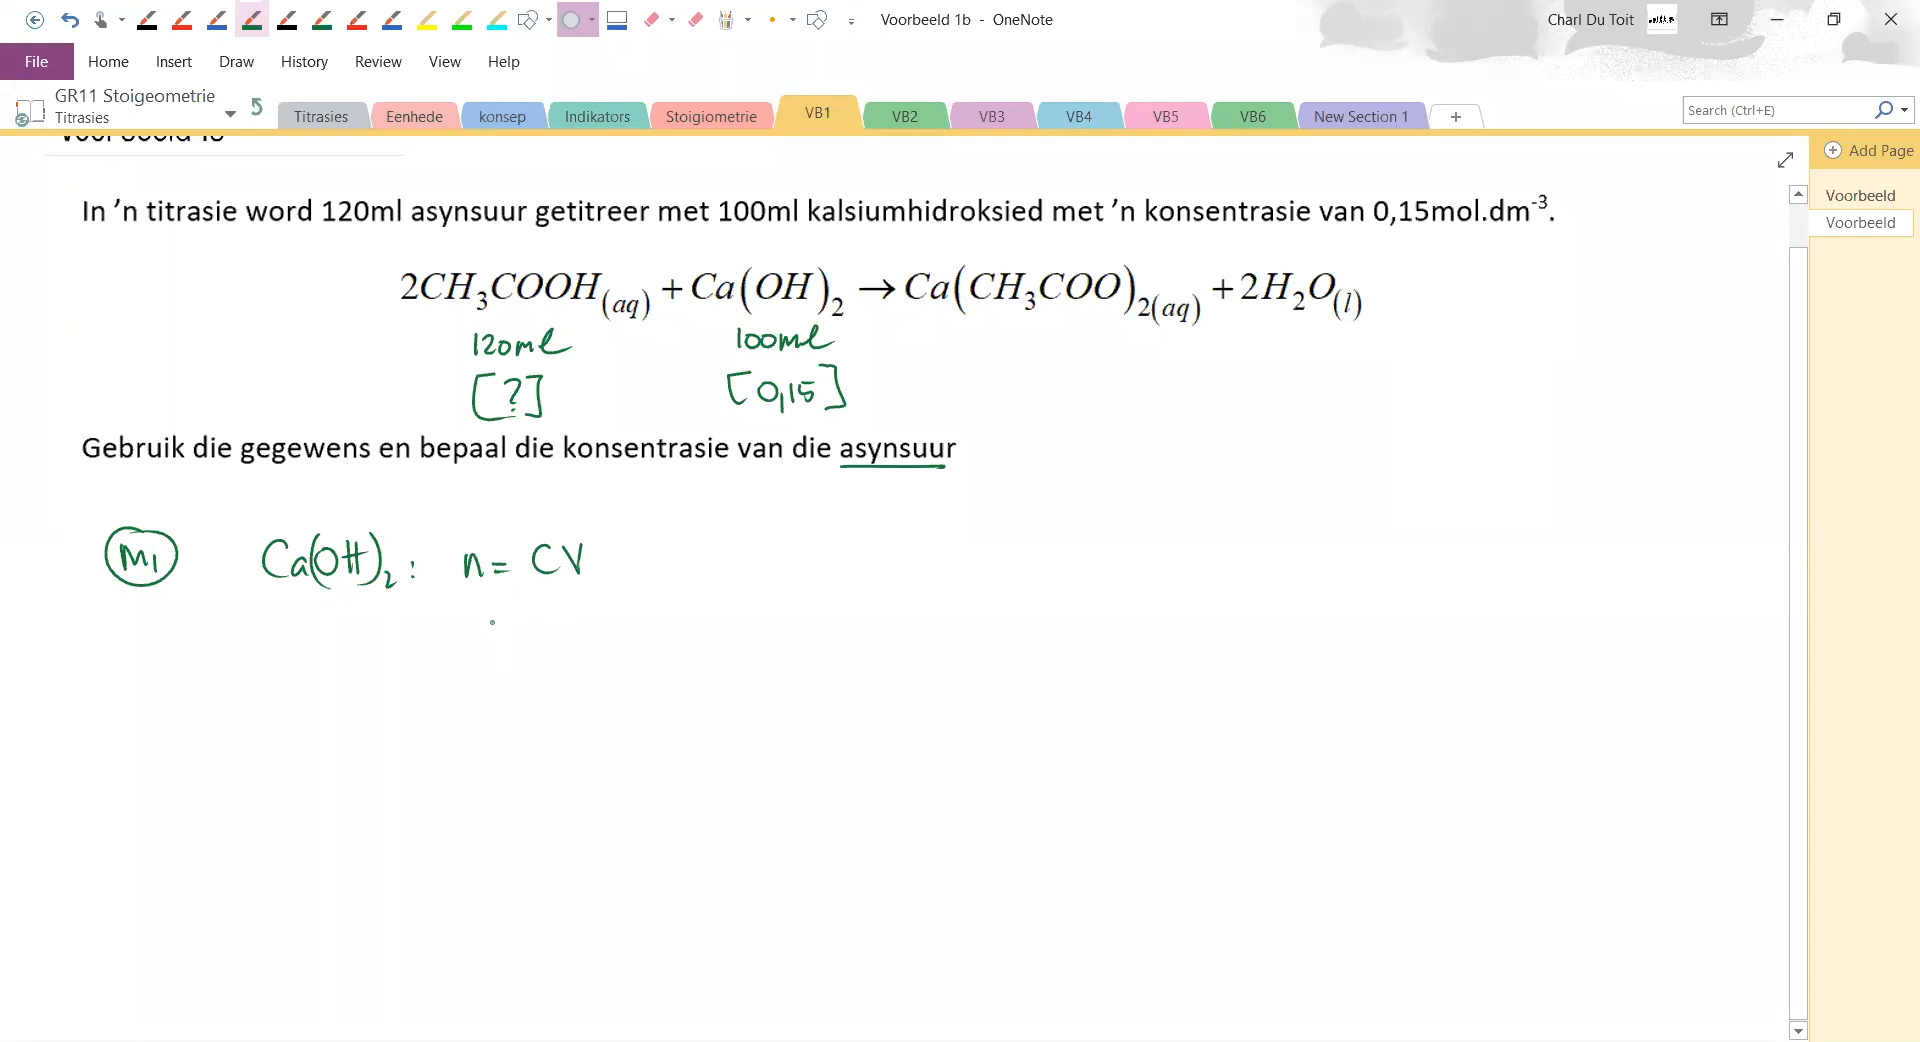 Voorbeeld 1b - OneNote
Charl Du Toit
File Home Insert Draw History Review View Help
GR11 Stoigeometrie
Titrasies
Titrasies Eenhede konsep Indikators Stoigiometrie VB1 VB2 VB3 VB4 VB5 VB6 New Section 1 +
Search (Ctrl+E)
Add Page
Voorbeeld
Voorbeeld
Voorbeeld 1b
In ’n titrasie word 120ml asynsuur getitreer met 100ml kalsiumhidroksied met ’n konsentrasie van 0,15mol.dm⁻³.
2CH₃COOH(aq) + Ca(OH)₂ → Ca(CH₃COO)₂(aq) + 2H₂O(l)
120ml 100ml
[?] [0,15]
Gebruik die gegewens en bepaal die konsentrasie van die asynsuur
M1 Ca(OH)₂: n = CV